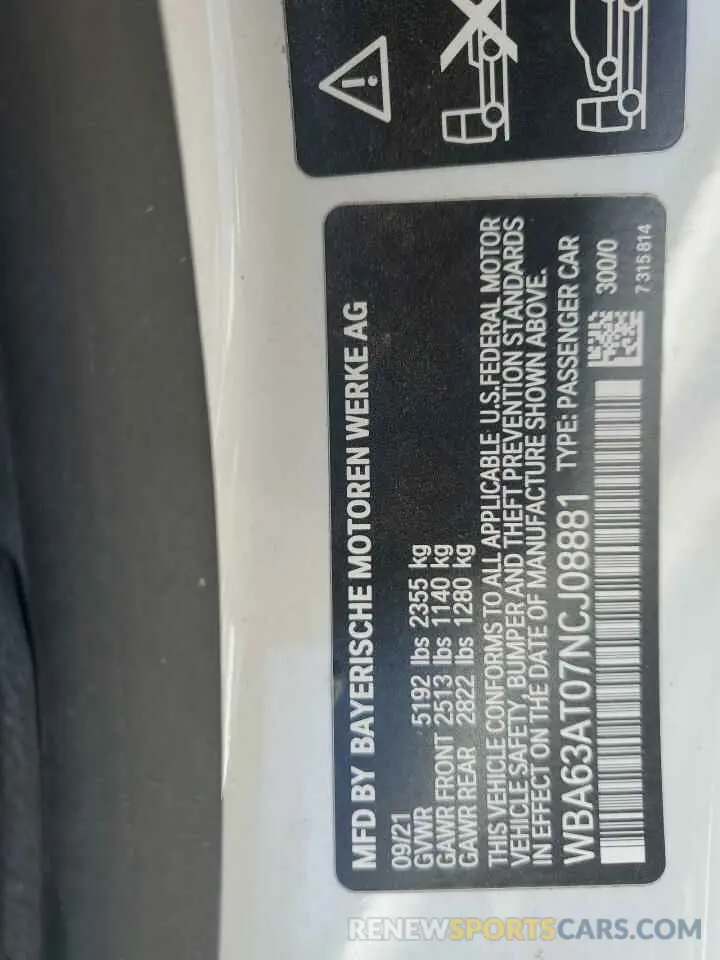 MFD BY BAYERISCHE MOTOREN WERKE AG
09/21
GVWR 5192 lbs 2355 kg
GAWR FRONT 2513 lbs 1140 kg
GAWR REAR 2822 lbs 1280 kg
THIS VEHICLE CONFORMS TO ALL APPLICABLE U.S.FEDERAL MOTOR
VEHICLE SAFETY, BUMPER AND THEFT PREVENTION STANDARDS
IN EFFECT ON THE DATE OF MANUFACTURE SHOWN ABOVE.
WBA63AT07NCJ08881 TYPE: PASSENGER CAR
300/0
7 315 814
RENEWSPORTSCARS.COM